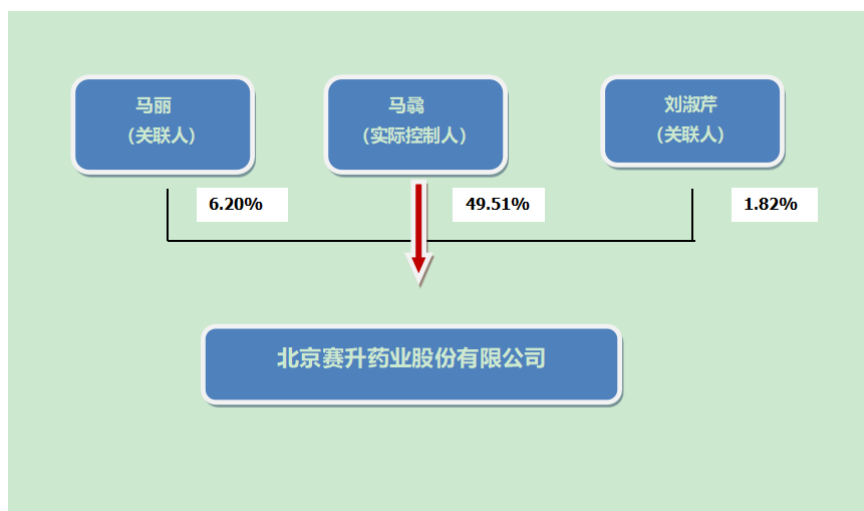 马丽
（关联人）
马骉
（实际控制人）
刘淑芹
（关联人）
6.20%
49.51%
1.82%
北京赛升药业股份有限公司